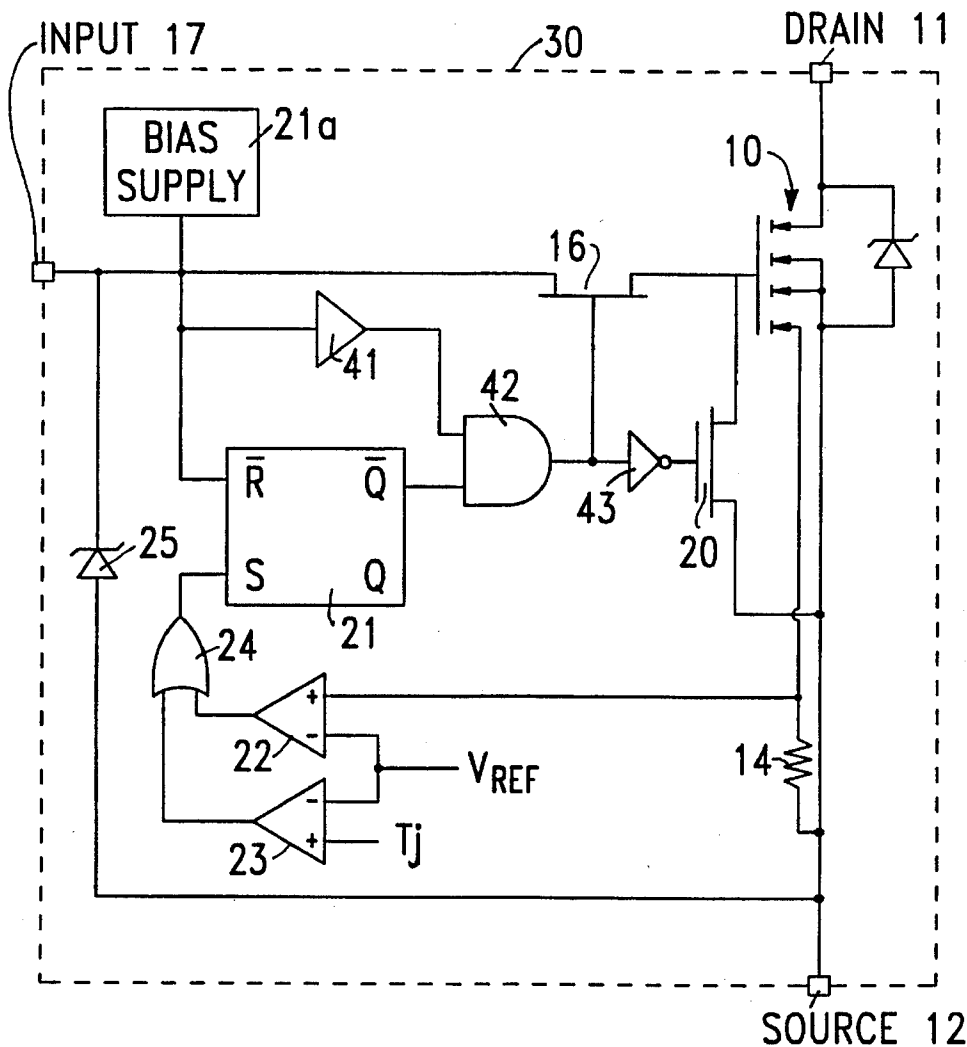 INPUT 17
30
DRAIN 11
BIAS
SUPPLY
21a
10
16
41
42
R̅
Q̅
43
25
20
S
Q
21
24
+
-
22
14
VREF
-
+
23
Tj
SOURCE 12